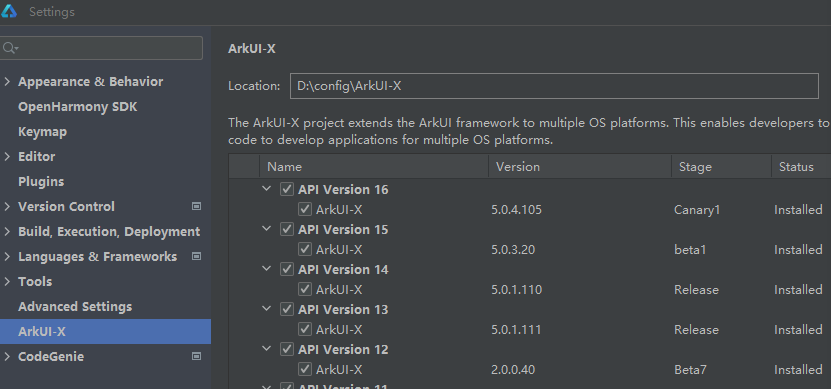 Settings
ArkUI-X
Location: D:\config\ArkUI-X
Appearance & Behavior
OpenHarmony SDK
Keymap
Editor
Plugins
Version Control
Build, Execution, Deployment
Languages & Frameworks
Tools
Advanced Settings
ArkUI-X
CodeGenie
The ArkUI-X project extends the ArkUI framework to multiple OS platforms. This enables developers to
code to develop applications for multiple OS platforms.
Name Version Stage Status
API Version 16
ArkUI-X 5.0.4.105 Canary1 Installed
API Version 15
ArkUI-X 5.0.3.20 beta1 Installed
API Version 14
ArkUI-X 5.0.1.110 Release Installed
API Version 13
ArkUI-X 5.0.1.111 Release Installed
API Version 12
ArkUI-X 2.0.0.40 Beta7 Installed
API Version 11